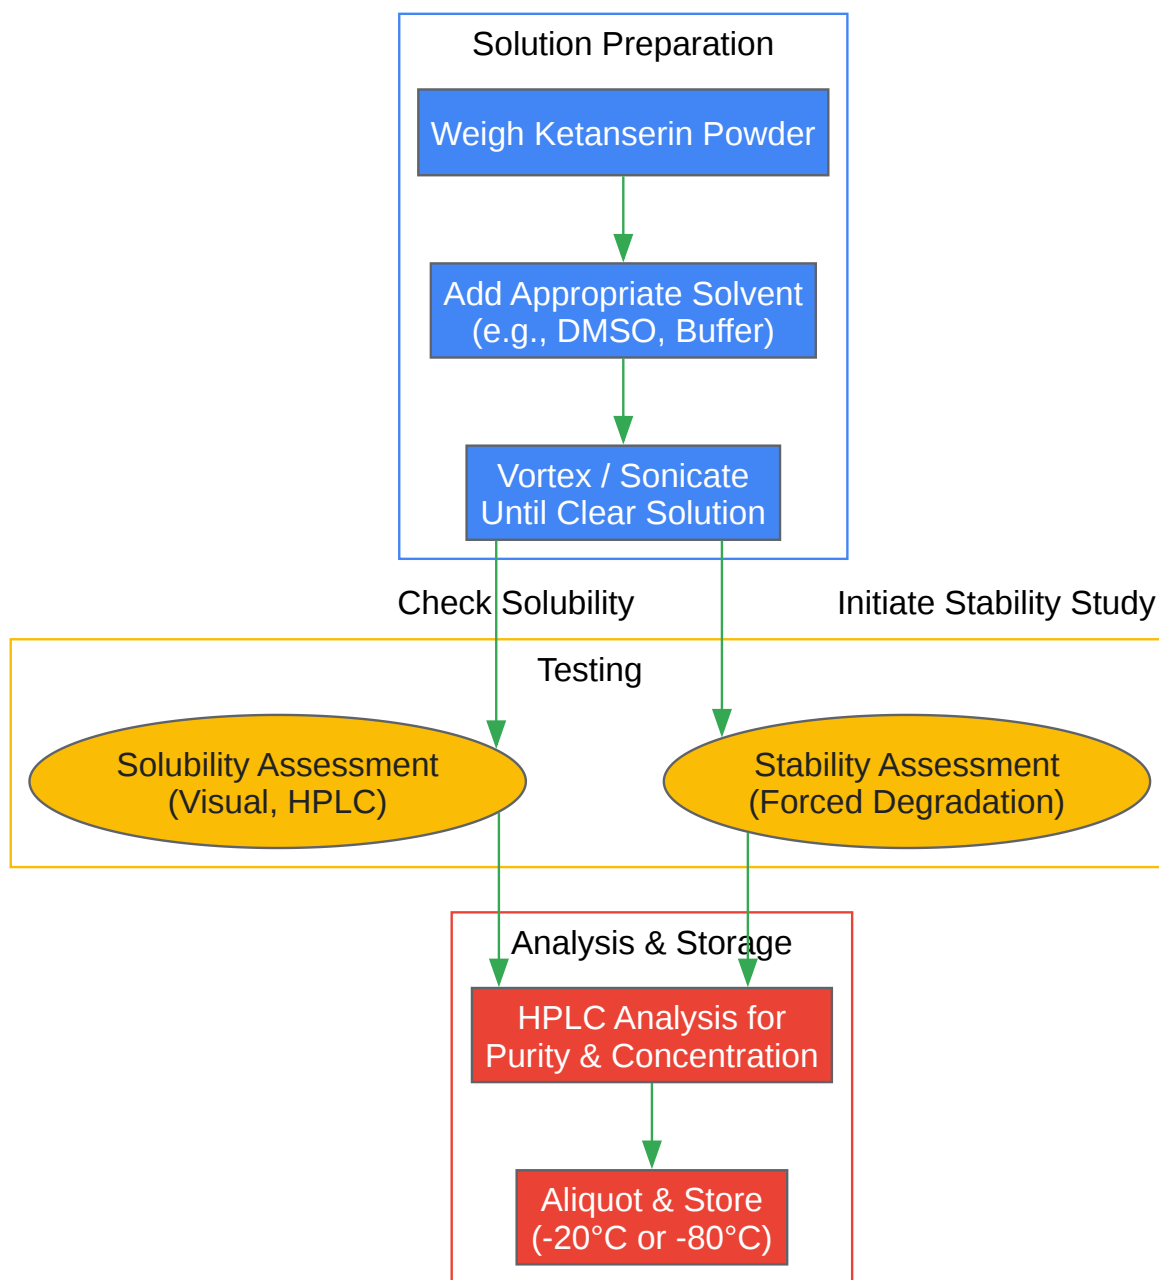 Solution Preparation
Weigh Ketanserin Powder
Add Appropriate Solvent
(e.g., DMSO, Buffer)
Vortex / Sonicate
Until Clear Solution
Check Solubility
Initiate Stability Study
Testing
Solubility Assessment
(Visual, HPLC)
Stability Assessment
(Forced Degradation)
Analysis & Storage
HPLC Analysis for
Purity & Concentration
Aliquot & Store
(-20°C or -80°C)